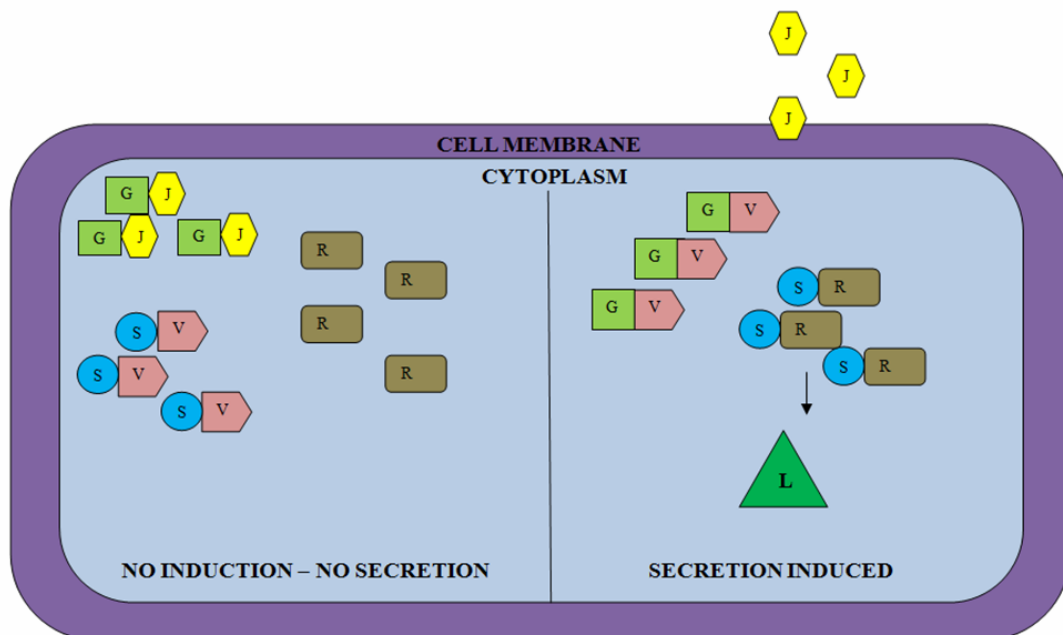 J
J
J
CELL MEMBRANE
CYTOPLASM
G J
G J
G J
R
R
R
R
S V
S V
S V
G V
G V
G V
S R
S R
S R
L
NO INDUCTION – NO SECRETION
SECRETION INDUCED